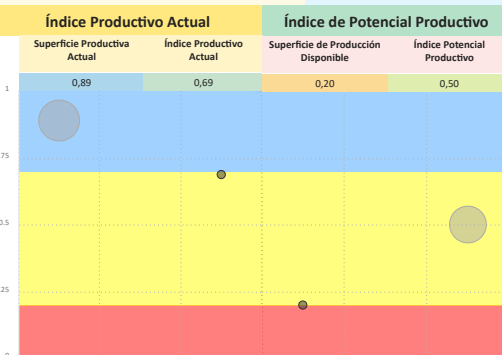 Índice Productivo Actual
Índice de Potencial Productivo
Superficie Productiva
Actual
Índice Productivo
Actual
Superficie de Producción
Disponible
Índice Potencial
Productivo
0,89
0,69
0,20
0,50
1
.75
0.5
.25
0